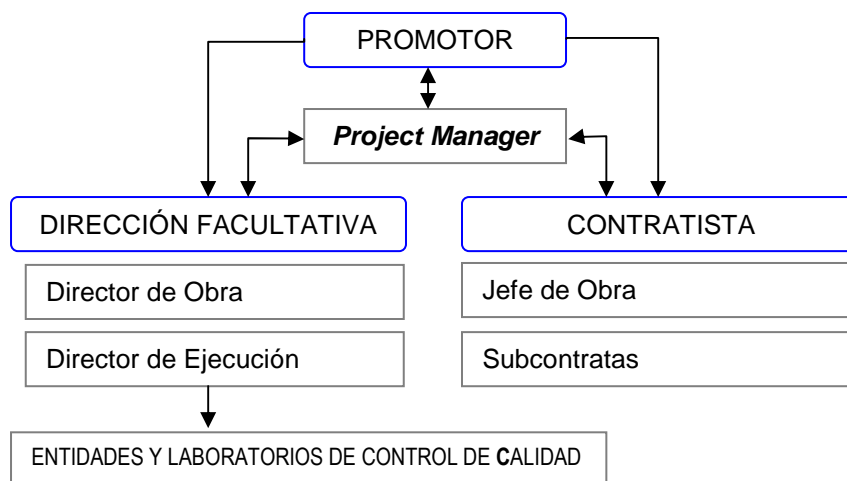 PROMOTOR
Project Manager
DIRECCIÓN FACULTATIVA
CONTRATISTA
Director de Obra
Jefe de Obra
Director de Ejecución
Subcontratas
ENTIDADES Y LABORATORIOS DE CONTROL DE CALIDAD